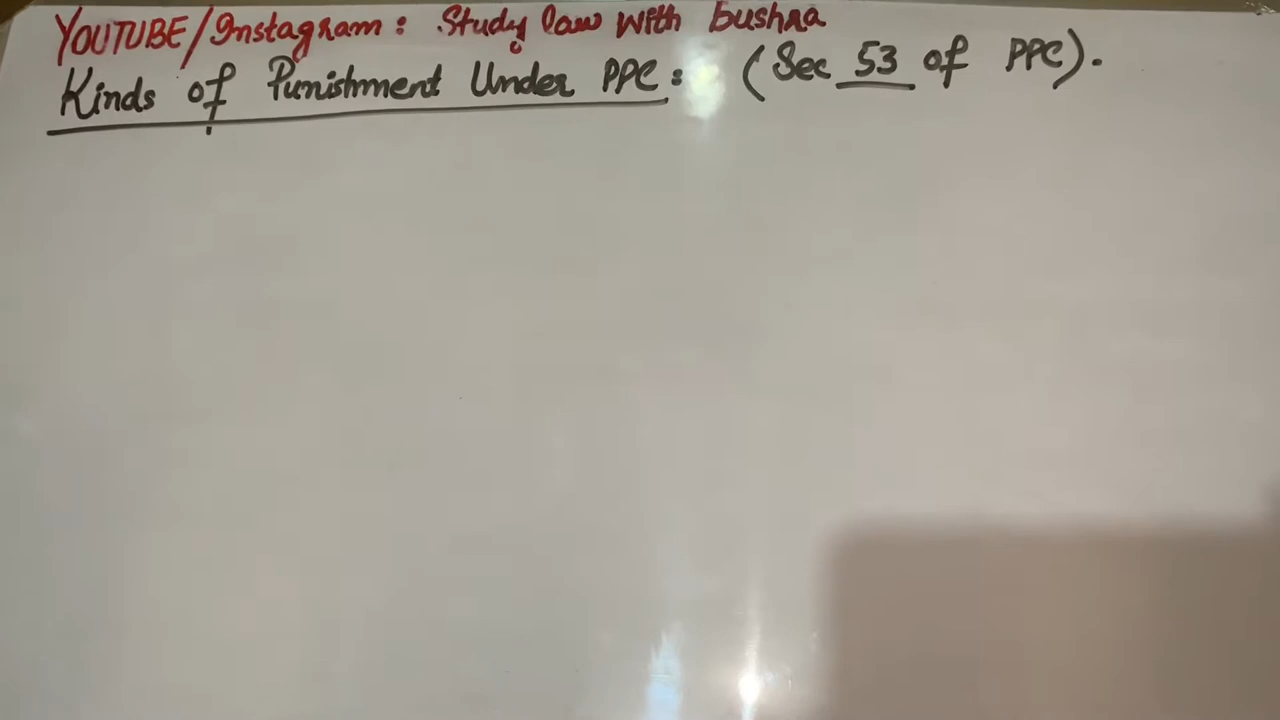 YOUTUBE/Instagram: Study law with bushra
Kinds of Punishment Under PPC: (Sec 53 of PPC).